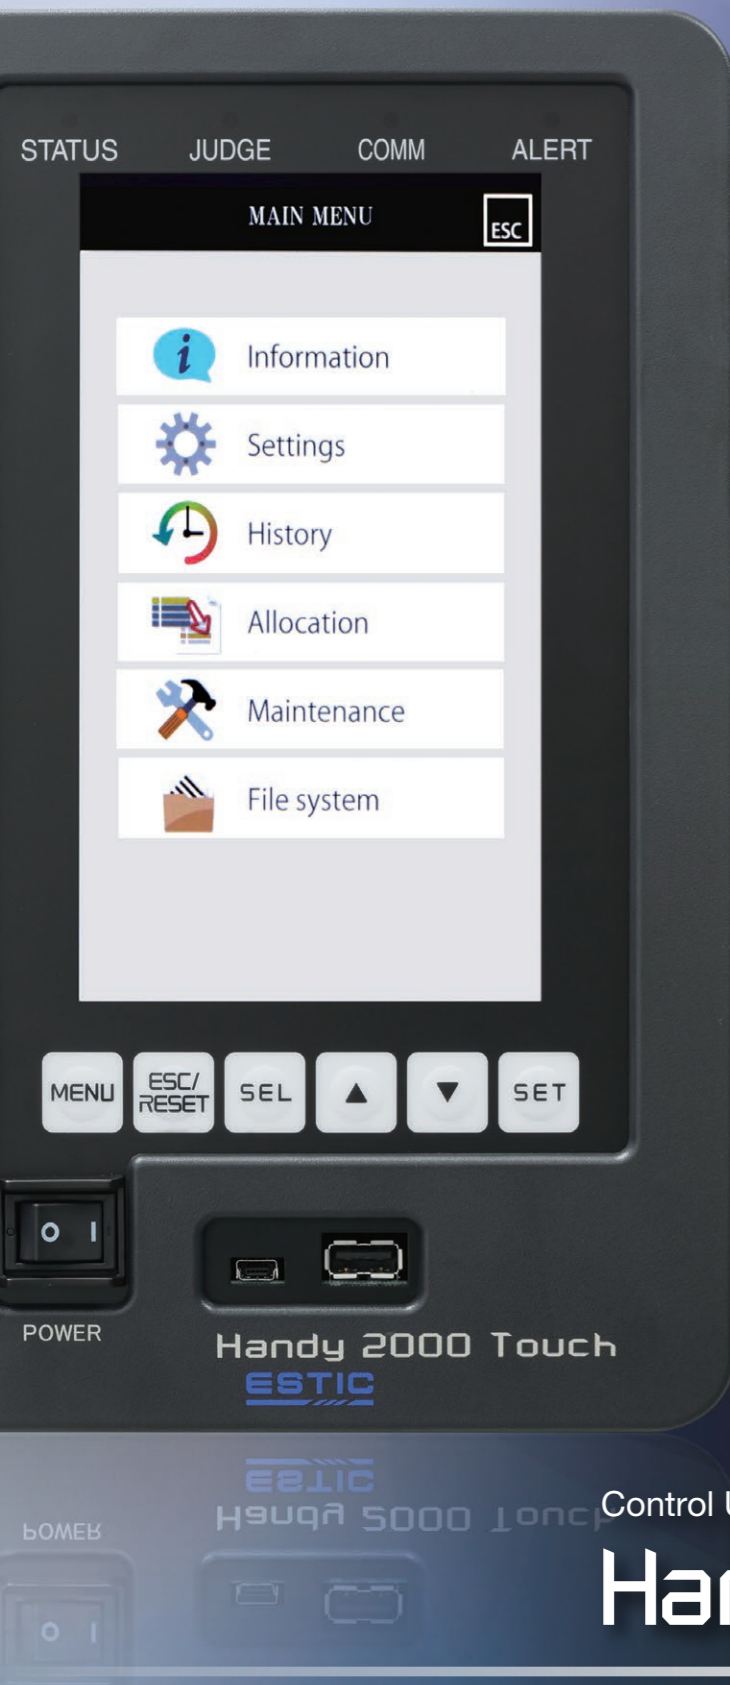 STATUS JUDGE COMM ALERT
MAIN MENU ESC
Information
Settings
History
Allocation
Maintenance
File system
MENU ESC/RESET SEL ▲ ▼ SET
O I
POWER
Handy 2000 Touch
ESTIC
Control U
Har